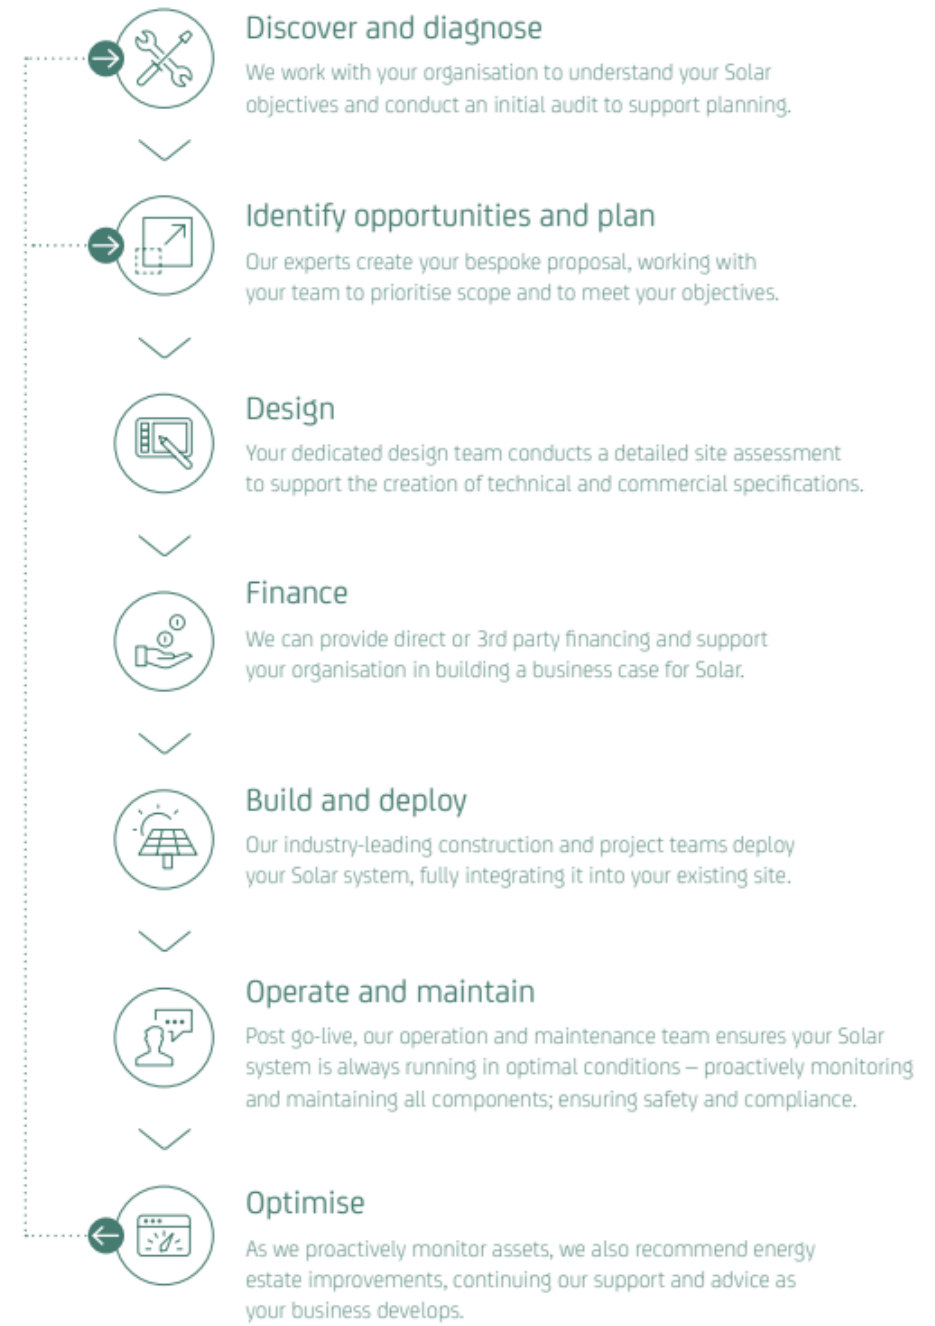 Discover and diagnose
We work with your organisation to understand your Solar
objectives and conduct an initial audit to support planning.
Identify opportunities and plan
Our experts create your bespoke proposal, working with
your team to prioritise scope and to meet your objectives.
Design
Your dedicated design team conducts a detailed site assessment
to support the creation of technical and commercial specifications.
Finance
We can provide direct or 3rd party financing and support
your organisation in building a business case for Solar.
Build and deploy
Our industry-leading construction and project teams deploy
your Solar system, fully integrating it into your existing site.
Operate and maintain
Post go-live, our operation and maintenance team ensures your Solar
system is always running in optimal conditions – proactively monitoring
and maintaining all components; ensuring safety and compliance.
Optimise
As we proactively monitor assets, we also recommend energy
estate improvements, continuing our support and advice as
your business develops.